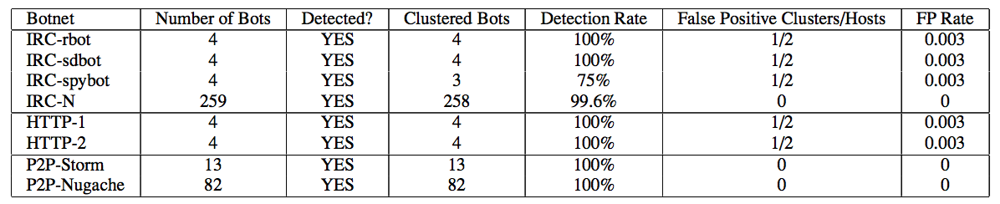 Botnet Number of Bots Detected? Clustered Bots Detection Rate False Positive Clusters/Hosts FP Rate
IRC-rbot 4 YES 4 100% 1/2 0.003
IRC-sdbot 4 YES 4 100% 1/2 0.003
IRC-spybot 4 YES 3 75% 1/2 0.003
IRC-N 259 YES 258 99.6% 0 0
HTTP-1 4 YES 4 100% 1/2 0.003
HTTP-2 4 YES 4 100% 1/2 0.003
P2P-Storm 13 YES 13 100% 0 0
P2P-Nugache 82 YES 82 100% 0 0